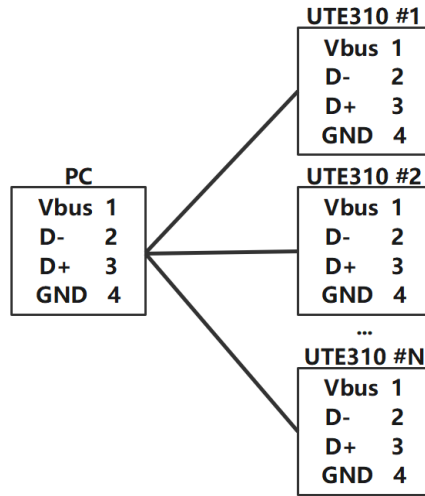 UTE310 #1
Vbus 1
D- 2
D+ 3
GND 4
PC
Vbus 1
D- 2
D+ 3
GND 4
UTE310 #2
Vbus 1
D- 2
D+ 3
GND 4
...
UTE310 #N
Vbus 1
D- 2
D+ 3
GND 4